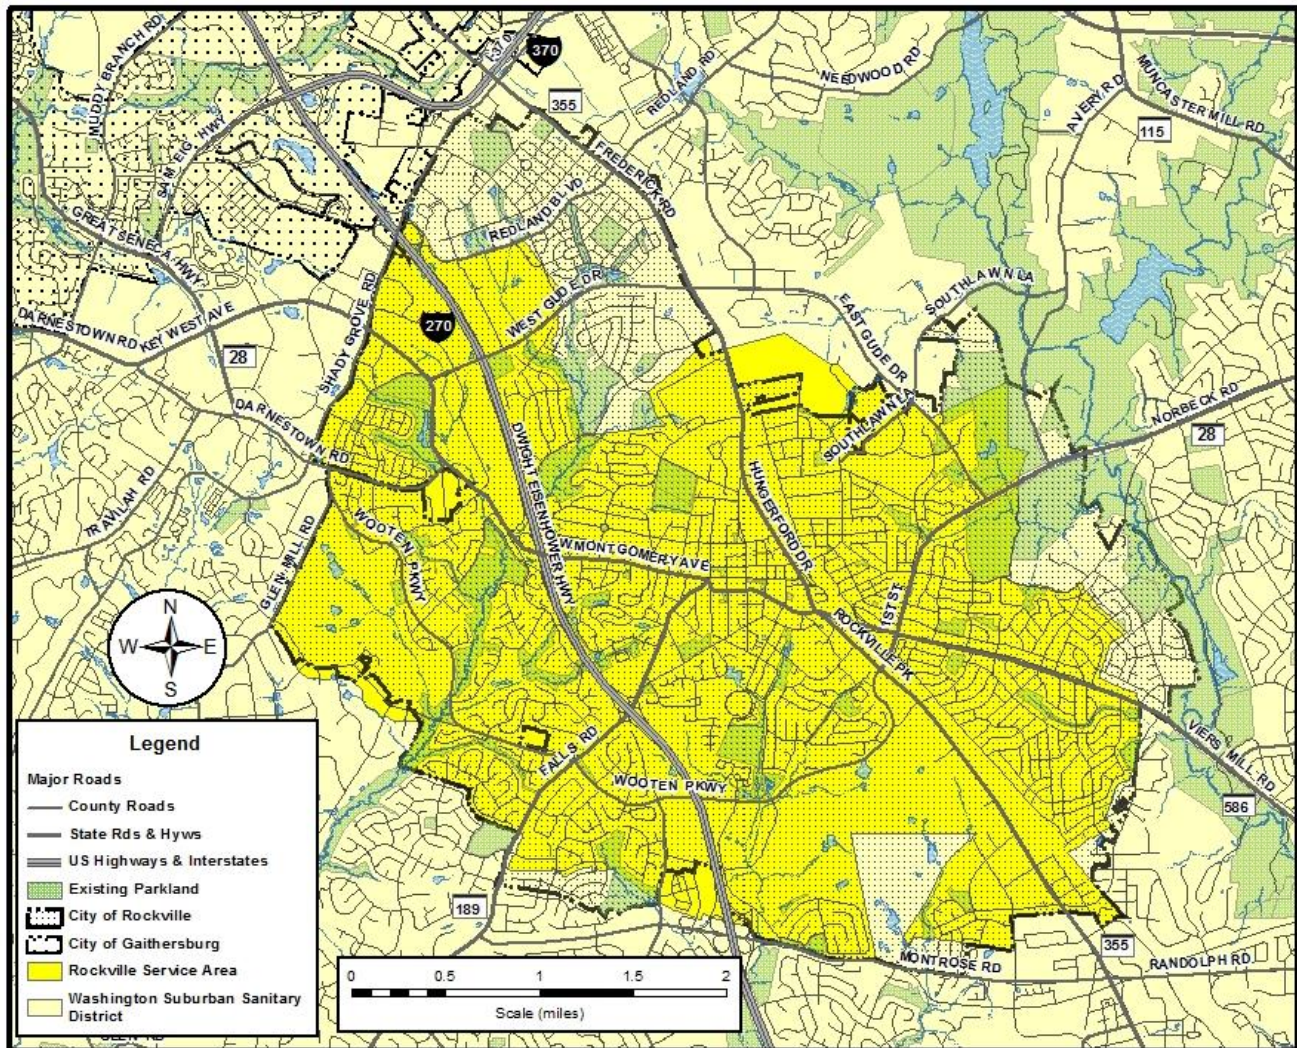 MUDDY BRANCH RD
I-370
370
355
REDLAND RD
NEEDWOOD RD
AVERY RD
MUNCASTER MILL RD
115
SAM EIG HWY
FREDERICK RD
GREAT SENECA HWY
REDLAND BLVD
DARNESTOWN RD
KEY WEST AVE
28
SHADY GROVE RD
270
WEST GUDE DR
EAST GUDE DR
SOUTHLAWN LA
DARNESTOWN RD
SOUTHLAWN LA
NORBECK RD
28
TRAVILAH RD
GLEN MILL RD
WOOTEN PKWY
DWIGHT EISENHOWER HWY
HUNGERFORD DR
W MONTGOMERY AVE
1ST ST
ROCKVILLE PK
N
W E
S
VIERS MILL RD
586
FALLS RD
WOOTEN PKWY
189
355
MONTROSE RD
RANDOLPH RD
Legend
Major Roads
County Roads
State Rds & Hyws
US Highways & Interstates
Existing Parkland
City of Rockville
City of Gaithersburg
Rockville Service Area
Washington Suburban Sanitary
District
0 0.5 1 1.5 2
Scale (miles)